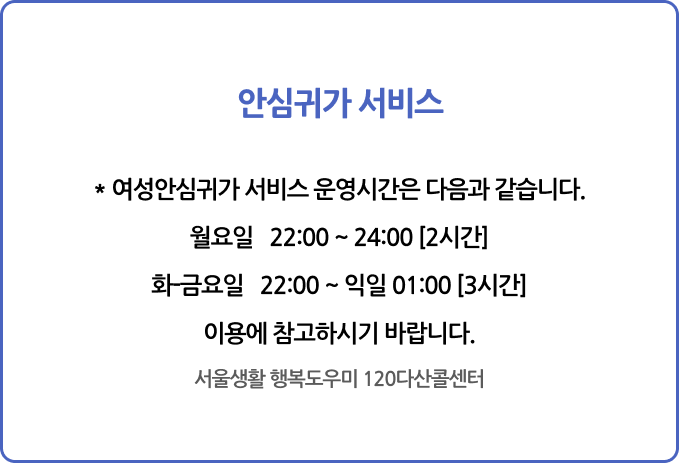 안심귀가 서비스
* 여성안심귀가 서비스 운영시간은 다음과 같습니다.
월요일 22:00 ~ 24:00 [2시간]
화-금요일 22:00 ~ 익일 01:00 [3시간]
이용에 참고하시기 바랍니다.
서울생활 행복도우미 120다산콜센터